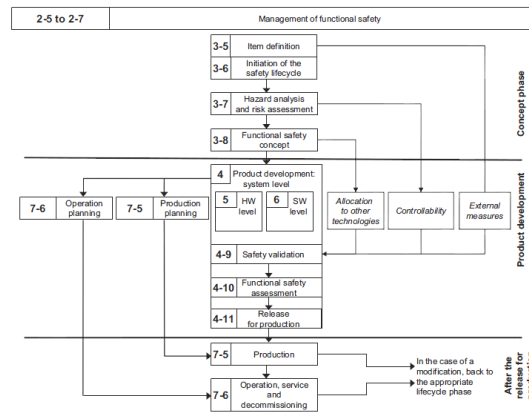 2-5 to 2-7
Management of functional safety
3-5
Item definition
3-6
Initiation of the
safety lifecycle
3-7
Hazard analysis
and risk assessment
3-8
Functional safety
concept
Concept phase
4
Product development:
system level
5
HW
level
6
SW
level
7-6
Operation
planning
7-5
Production
planning
Allocation
to other
technologies
Controllability
External
measures
Product development
4-9
Safety validation
4-10
Functional safety
assessment
4-11
Release
for production
7-5
Production
7-6
Operation, service
and
decommissioning
In the case of a
modification, back to
the appropriate
lifecycle phase
After the
release for